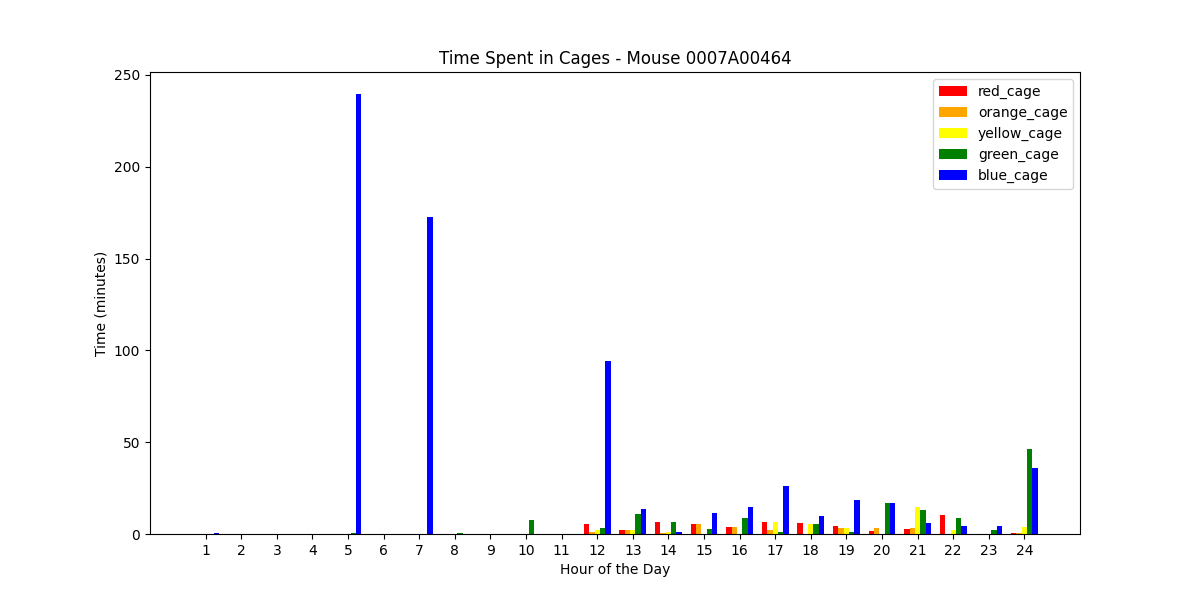 Time Spent in Cages - Mouse 0007A00464
250
200
150
100
50
0
Time (minutes)
red_cage
orange_cage
yellow_cage
green_cage
blue_cage
1 2 3 4 5 6 7 8 9 10 11 12 13 14 15 16 17 18 19 20 21 22 23 24
Hour of the Day